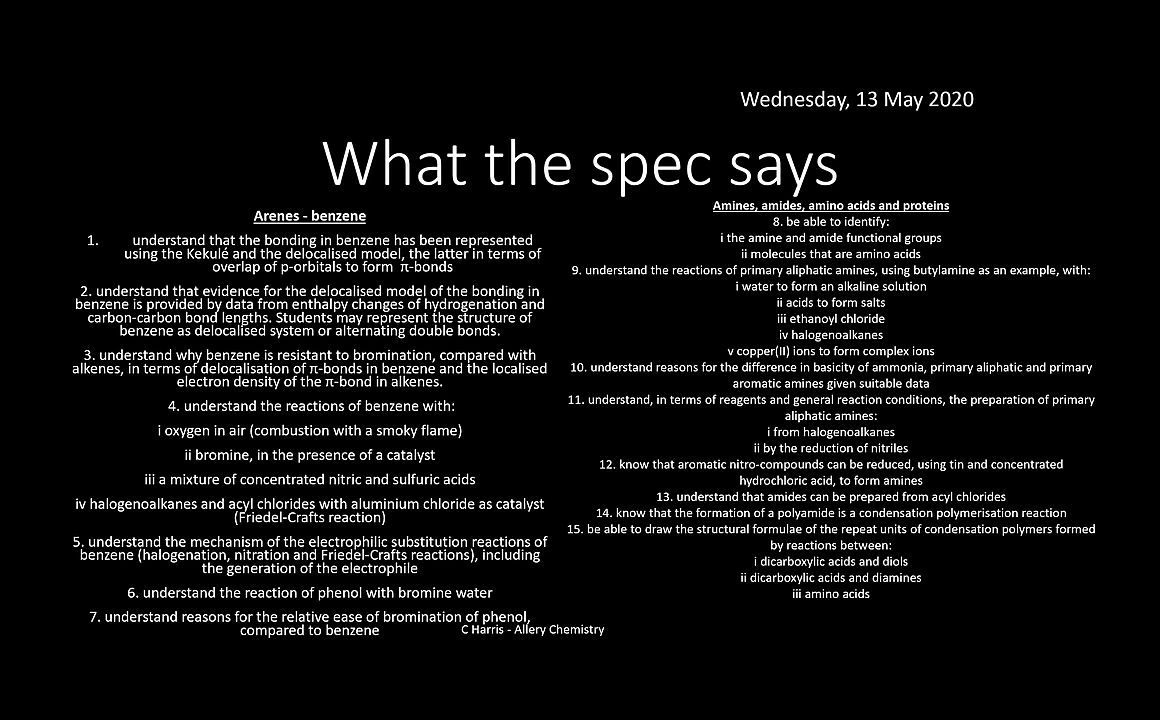 Wednesday, 13 May 2020
What the spec says
Arenes - benzene
1. understand that the bonding in benzene has been represented
using the Kekulé and the delocalised model, the latter in terms of
overlap of p-orbitals to form π-bonds
2. understand that evidence for the delocalised model of the bonding in
benzene is provided by data from enthalpy changes of hydrogenation and
carbon-carbon bond lengths. Students may represent the structure of
benzene as delocalised system or alternating double bonds.
3. understand why benzene is resistant to bromination, compared with
alkenes, in terms of delocalisation of π-bonds in benzene and the localised
electron density of the π-bond in alkenes.
4. understand the reactions of benzene with:
i oxygen in air (combustion with a smoky flame)
ii bromine, in the presence of a catalyst
iii a mixture of concentrated nitric and sulfuric acids
iv halogenoalkanes and acyl chlorides with aluminium chloride as catalyst
(Friedel-Crafts reaction)
5. understand the mechanism of the electrophilic substitution reactions of
benzene (halogenation, nitration and Friedel-Crafts reactions), including
the generation of the electrophile
6. understand the reaction of phenol with bromine water
7. understand reasons for the relative ease of bromination of phenol,
compared to benzene
Amines, amides, amino acids and proteins
8. be able to identify:
i the amine and amide functional groups
ii molecules that are amino acids
9. understand the reactions of primary aliphatic amines, using butylamine as an example, with:
i water to form an alkaline solution
ii acids to form salts
iii ethanoyl chloride
iv halogenoalkanes
v copper(II) ions to form complex ions
10. understand reasons for the difference in basicity of ammonia, primary aliphatic and primary
aromatic amines given suitable data
11. understand, in terms of reagents and general reaction conditions, the preparation of primary
aliphatic amines:
i from halogenoalkanes
ii by the reduction of nitriles
12. know that aromatic nitro-compounds can be reduced, using tin and concentrated
hydrochloric acid, to form amines
13. understand that amides can be prepared from acyl chlorides
14. know that the formation of a polyamide is a condensation polymerisation reaction
15. be able to draw the structural formulae of the repeat units of condensation polymers formed
by reactions between:
i dicarboxylic acids and diols
ii dicarboxylic acids and diamines
iii amino acids
C Harris - Allery Chemistry